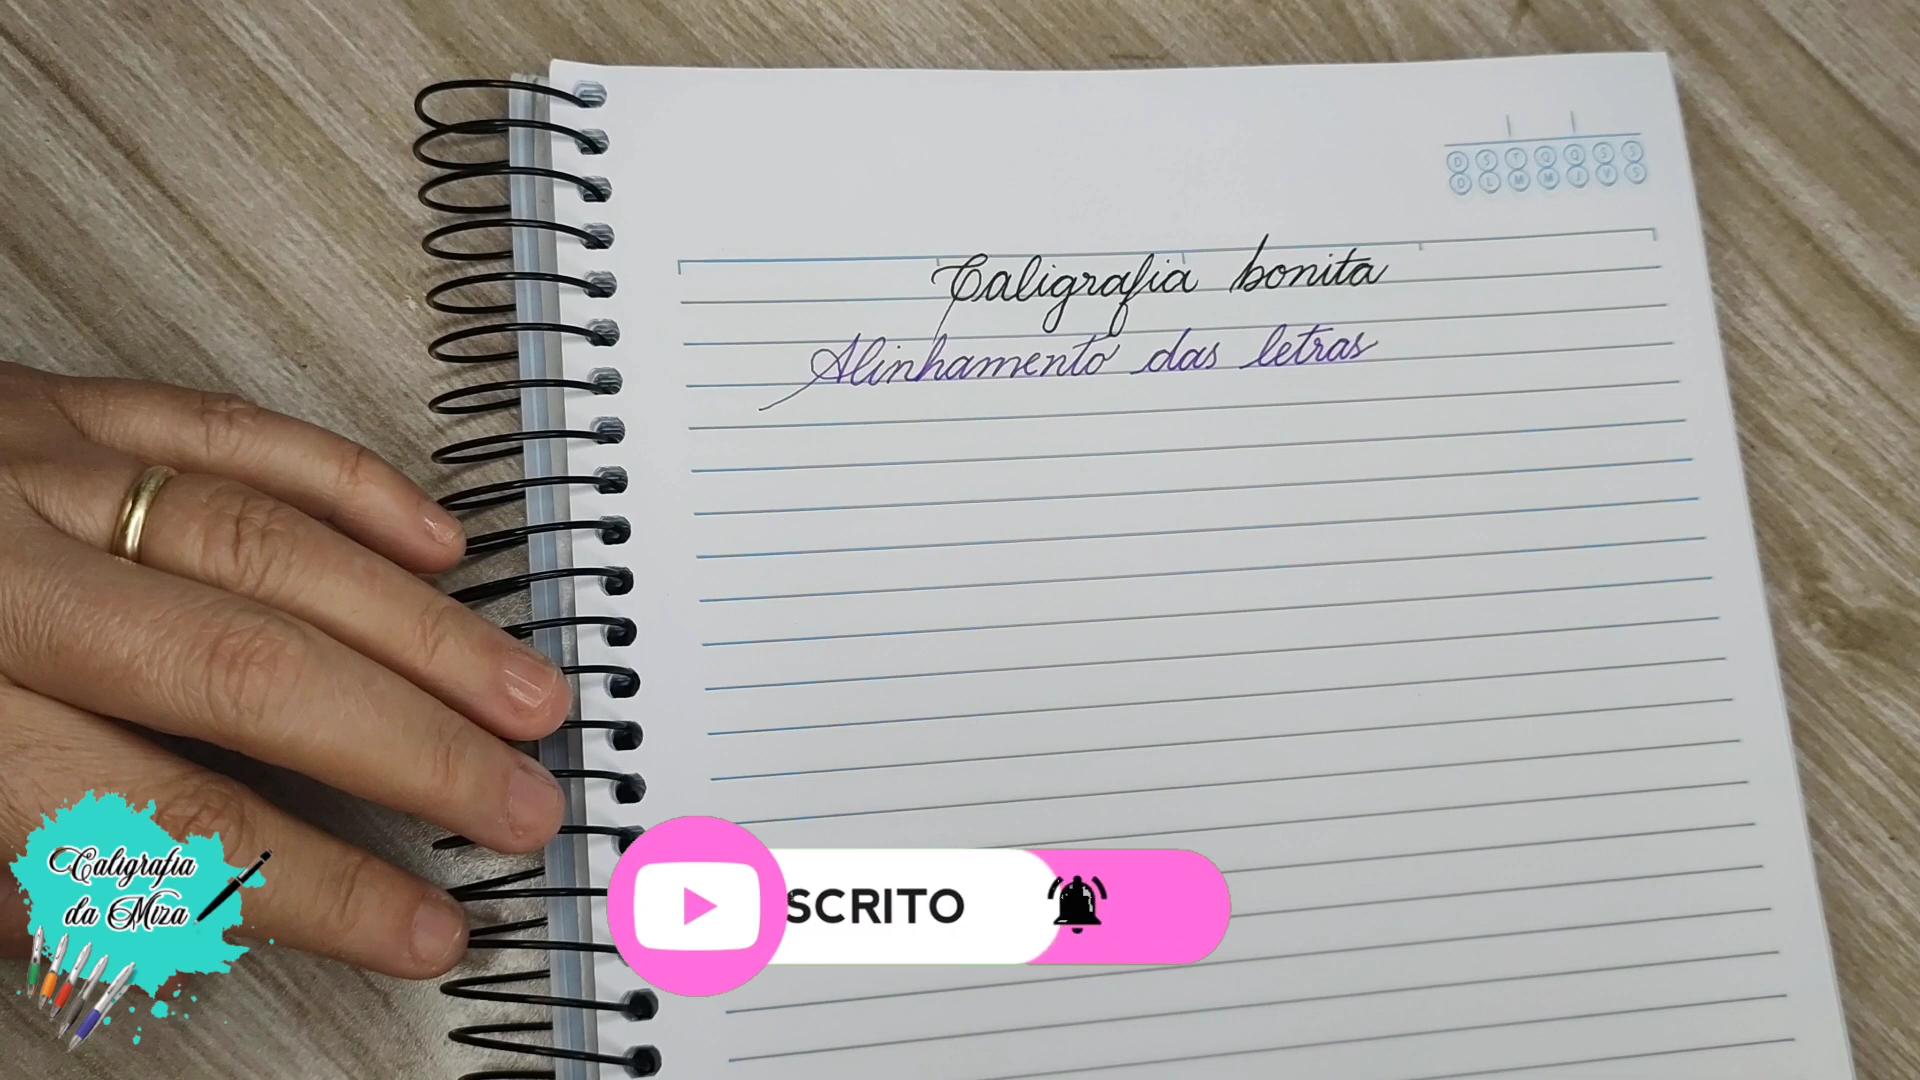 D S T Q Q S S
D L M M J V S
Caligrafia bonita
Alinhamento das letras
Caligrafia
da Miza
SCRITO